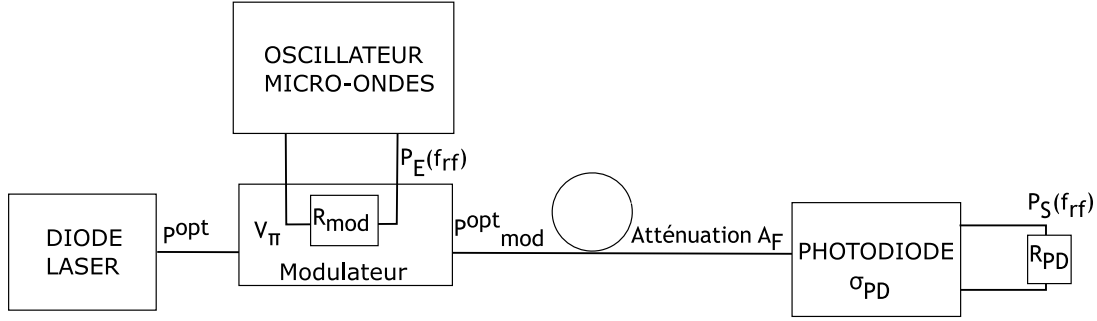 OSCILLATEUR
MICRO-ONDES
P_E(f_rf)
DIODE
LASER
P^opt
V_π
R_mod
Modulateur
P^opt_mod
Atténuation A_F
PHOTODIODE
σ_PD
P_S(f_rf)
R_PD